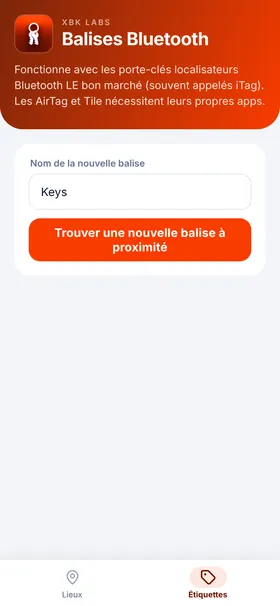 XBK LABS
Balises Bluetooth
Fonctionne avec les porte-clés localisateurs
Bluetooth LE bon marché (souvent appelés iTag).
Les AirTag et Tile nécessitent leurs propres apps.
Nom de la nouvelle balise
Keys
Trouver une nouvelle balise à
proximité
Lieux
Étiquettes